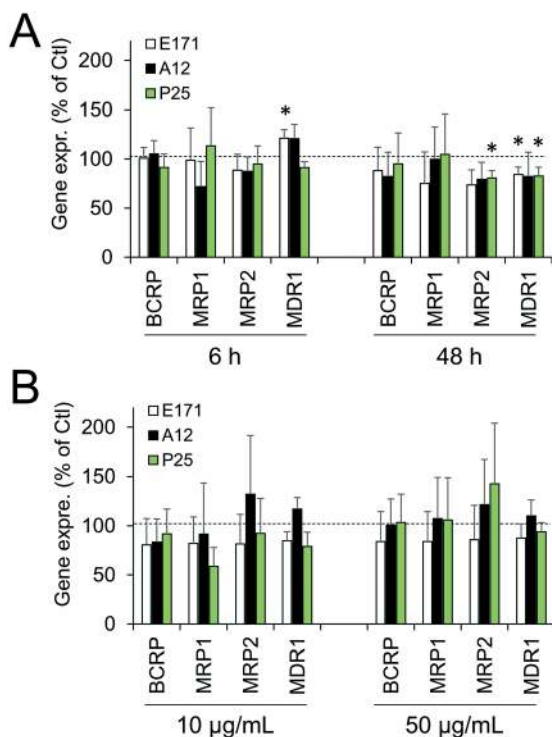 A
Gene expr. (% of Ctl)
200
150
100
50
0
E171
A12
P25
*
* * *
BCRP
MRP1
MRP2
MDR1
BCRP
MRP1
MRP2
MDR1
6 h
48 h
B
Gene expre. (% of Ctl)
200
150
100
50
0
E171
A12
P25
BCRP
MRP1
MRP2
MDR1
BCRP
MRP1
MRP2
MDR1
10 µg/mL
50 µg/mL